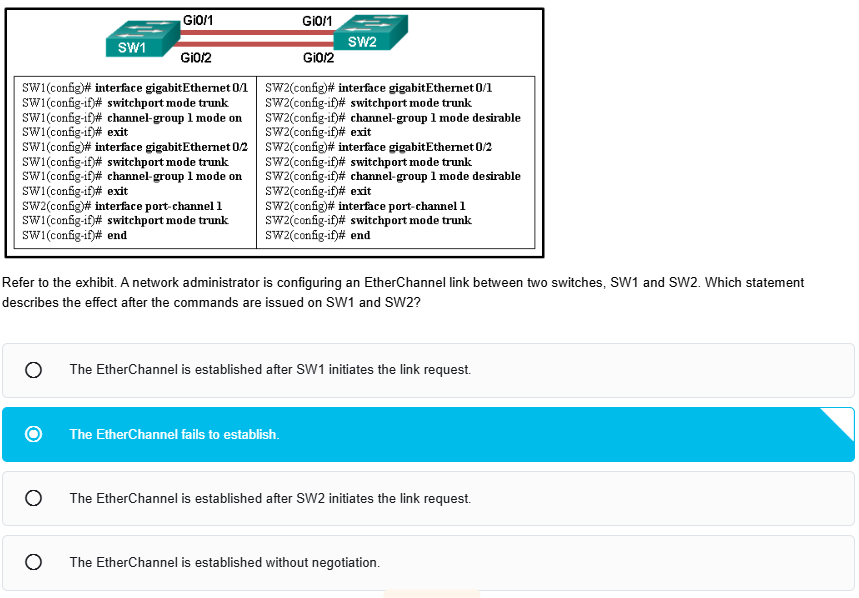 Gi0/1 Gi0/1
SW1 SW2
Gi0/2 Gi0/2
SW1(config)# interface gigabitEthernet 0/1
SW1(config-if)# switchport mode trunk
SW1(config-if)# channel-group 1 mode on
SW1(config-if)# exit
SW1(config)# interface gigabitEthernet 0/2
SW1(config-if)# switchport mode trunk
SW1(config-if)# channel-group 1 mode on
SW1(config-if)# exit
SW2(config)# interface port-channel 1
SW1(config-if)# switchport mode trunk
SW1(config-if)# end
SW2(config)# interface gigabitEthernet 0/1
SW2(config-if)# switchport mode trunk
SW2(config-if)# channel-group 1 mode desirable
SW2(config-if)# exit
SW2(config)# interface gigabitEthernet 0/2
SW2(config-if)# switchport mode trunk
SW2(config-if)# channel-group 1 mode desirable
SW2(config-if)# exit
SW2(config)# interface port-channel 1
SW2(config-if)# switchport mode trunk
SW2(config-if)# end
Refer to the exhibit. A network administrator is configuring an EtherChannel link between two switches, SW1 and SW2. Which statement
describes the effect after the commands are issued on SW1 and SW2?
The EtherChannel is established after SW1 initiates the link request.
The EtherChannel fails to establish.
The EtherChannel is established after SW2 initiates the link request.
The EtherChannel is established without negotiation.